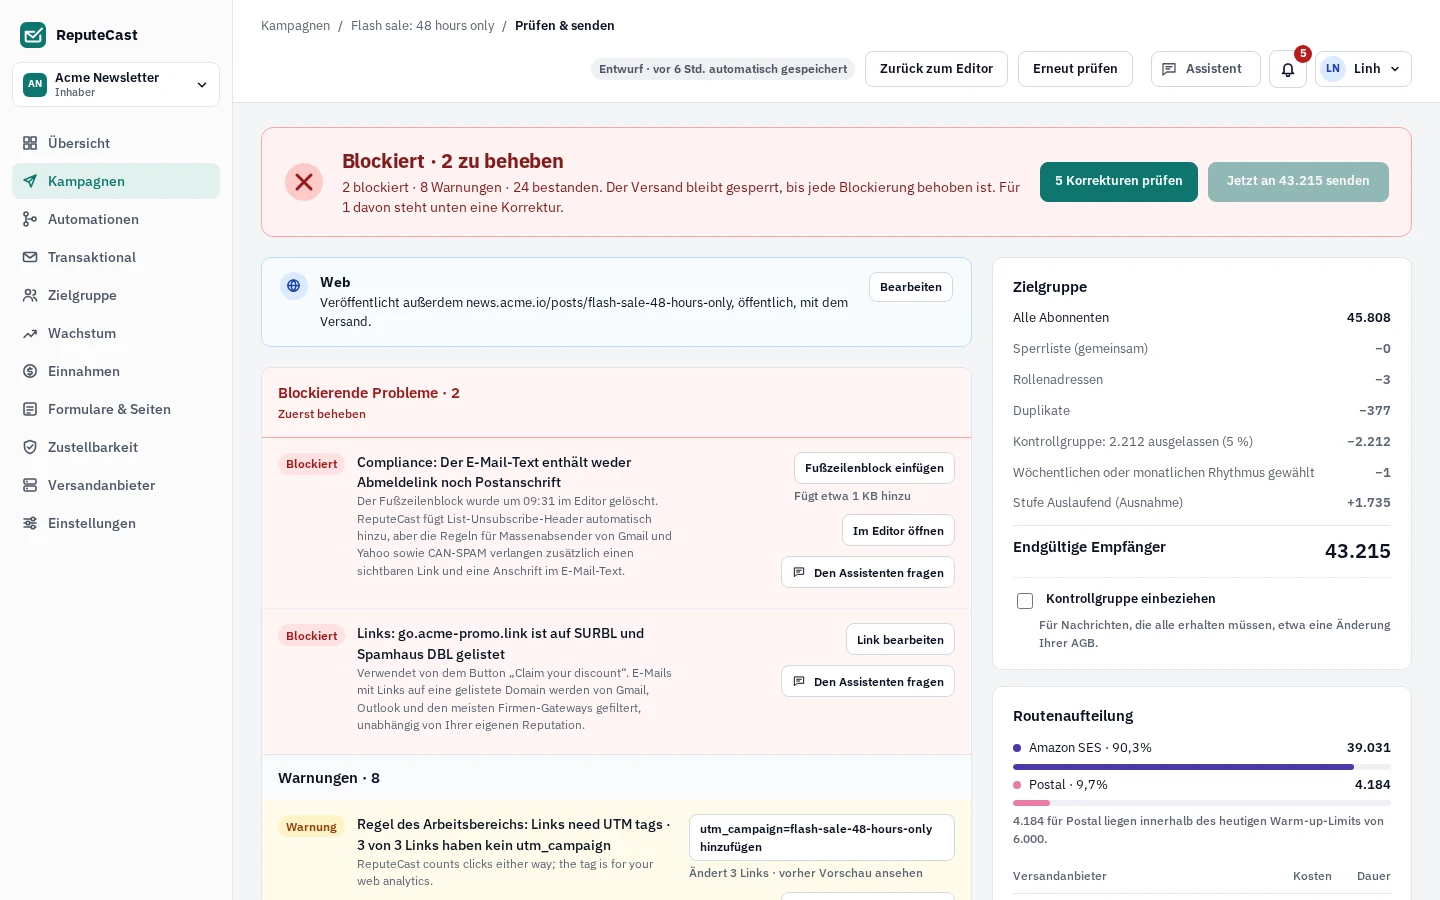 ReputeCast
AN
Acme Newsletter
Inhaber
Übersicht
Kampagnen
Automationen
Transaktional
Zielgruppe
Wachstum
Einnahmen
Formulare & Seiten
Zustellbarkeit
Versandanbieter
Einstellungen
Kampagnen / Flash sale: 48 hours only / Prüfen & senden
Entwurf · vor 6 Std. automatisch gespeichert
Zurück zum Editor
Erneut prüfen
Assistent
5
LN
Linh
Blockiert · 2 zu beheben
2 blockiert · 8 Warnungen · 24 bestanden. Der Versand bleibt gesperrt, bis jede Blockierung behoben ist. Für
1 davon steht unten eine Korrektur.
5 Korrekturen prüfen
Jetzt an 43.215 senden
Web
Veröffentlicht außerdem news.acme.io/posts/flash-sale-48-hours-only, öffentlich, mit dem
Versand.
Bearbeiten
Blockierende Probleme · 2
Zuerst beheben
Blockiert
Compliance: Der E-Mail-Text enthält weder
Abmeldelink noch Postanschrift
Der Fußzeilenblock wurde um 09:31 im Editor gelöscht.
ReputeCast fügt List-Unsubscribe-Header automatisch
hinzu, aber die Regeln für Massenabsender von Gmail und
Yahoo sowie CAN-SPAM verlangen zusätzlich einen
sichtbaren Link und eine Anschrift im E-Mail-Text.
Fußzeilenblock einfügen
Fügt etwa 1 KB hinzu
Im Editor öffnen
Den Assistenten fragen
Blockiert
Links: go.acme-promo.link ist auf SURBL und
Spamhaus DBL gelistet
Verwendet von dem Button „Claim your discount“. E-Mails
mit Links auf eine gelistete Domain werden von Gmail,
Outlook und den meisten Firmen-Gateways gefiltert,
unabhängig von Ihrer eigenen Reputation.
Link bearbeiten
Den Assistenten fragen
Warnungen · 8
Warnung
Regel des Arbeitsbereichs: Links need UTM tags ·
3 von 3 Links haben kein utm_campaign
ReputeCast counts clicks either way; the tag is for your
web analytics.
utm_campaign=flash-sale-48-hours-only
hinzufügen
Ändert 3 Links · vorher Vorschau ansehen
Zielgruppe
Alle Abonnenten 45.808
Sperrliste (gemeinsam) −0
Rollenadressen −3
Duplikate −377
Kontrollgruppe: 2.212 ausgelassen (5 %) −2.212
Wöchentlichen oder monatlichen Rhythmus gewählt −1
Stufe Auslaufend (Ausnahme) +1.735
Endgültige Empfänger 43.215
Kontrollgruppe einbeziehen
Für Nachrichten, die alle erhalten müssen, etwa eine Änderung
Ihrer AGB.
Routenaufteilung
Amazon SES · 90,3% 39.031
Postal · 9,7% 4.184
4.184 für Postal liegen innerhalb des heutigen Warm-up-Limits von
6.000.
Versandanbieter Kosten Dauer